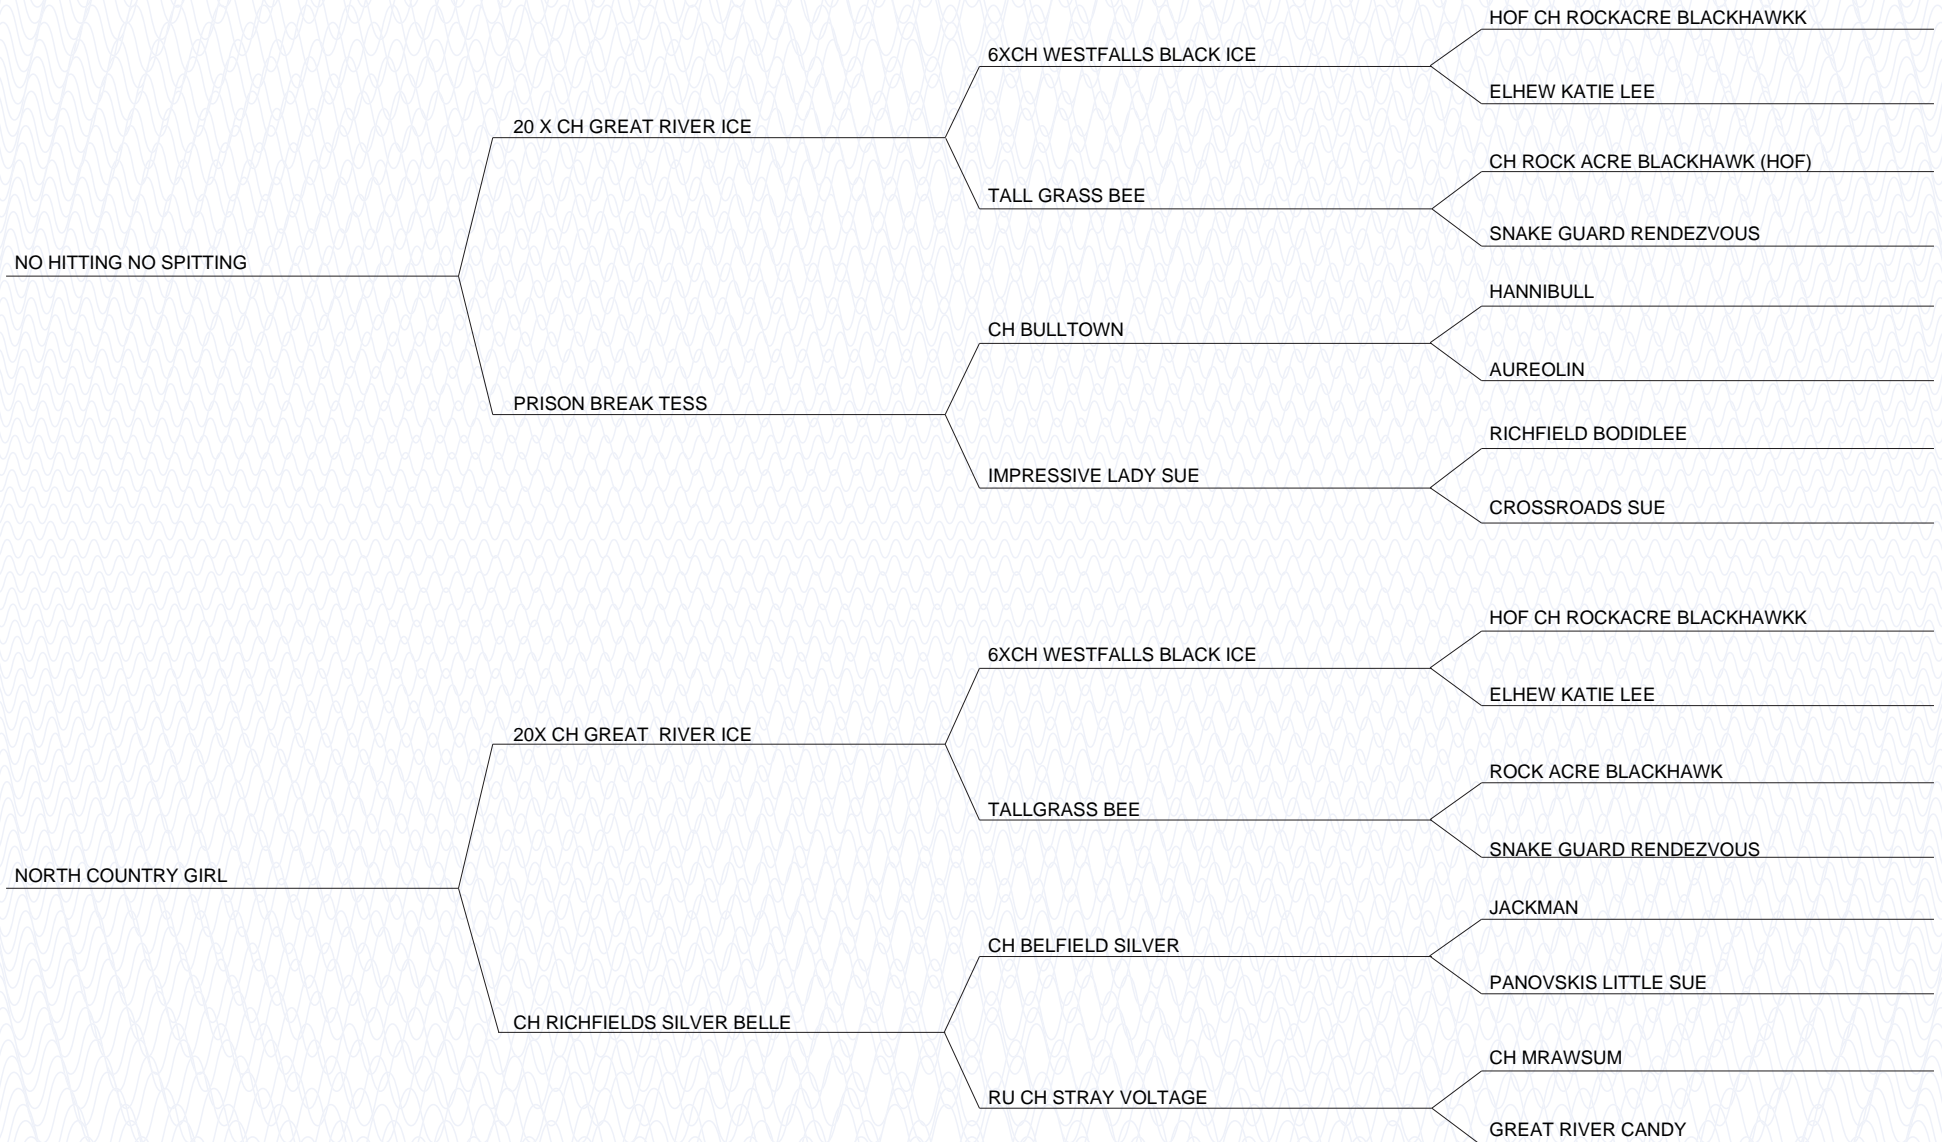 HOF CH ROCKACRE BLACKHAWKK
6XCH WESTFALLS BLACK ICE
ELHEW KATIE LEE
20 X CH GREAT RIVER ICE
CH ROCK ACRE BLACKHAWK (HOF)
TALL GRASS BEE
SNAKE GUARD RENDEZVOUS
NO HITTING NO SPITTING
HANNIBULL
CH BULLTOWN
AUREOLIN
PRISON BREAK TESS
RICHFIELD BODIDLEE
IMPRESSIVE LADY SUE
CROSSROADS SUE
HOF CH ROCKACRE BLACKHAWKK
6XCH WESTFALLS BLACK ICE
ELHEW KATIE LEE
20X CH GREAT  RIVER ICE
ROCK ACRE BLACKHAWK
TALLGRASS BEE
SNAKE GUARD RENDEZVOUS
NORTH COUNTRY GIRL
JACKMAN
CH BELFIELD SILVER
PANOVSKIS LITTLE SUE
CH RICHFIELDS SILVER BELLE
CH MRAWSUM
RU CH STRAY VOLTAGE
GREAT RIVER CANDY